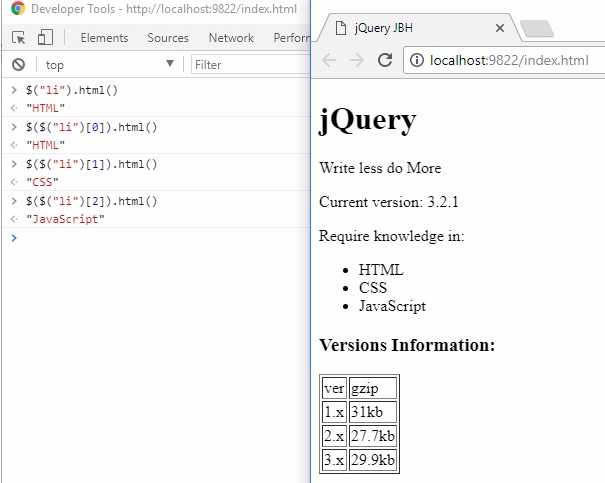 Developer Tools - http://localhost:9822/index.html
Elements Console Sources Network Perforn
top Filter
$("li").html()
"HTML"
$($("li")[0]).html()
"HTML"
$($("li")[1]).html()
"CSS"
$($("li")[2]).html()
"JavaScript"
jQuery JBH
localhost:9822/index.html
jQuery
Write less do More
Current version: 3.2.1
Require knowledge in:
HTML
CSS
JavaScript
Versions Information:
ver gzip
1.x 31kb
2.x 27.7kb
3.x 29.9kb